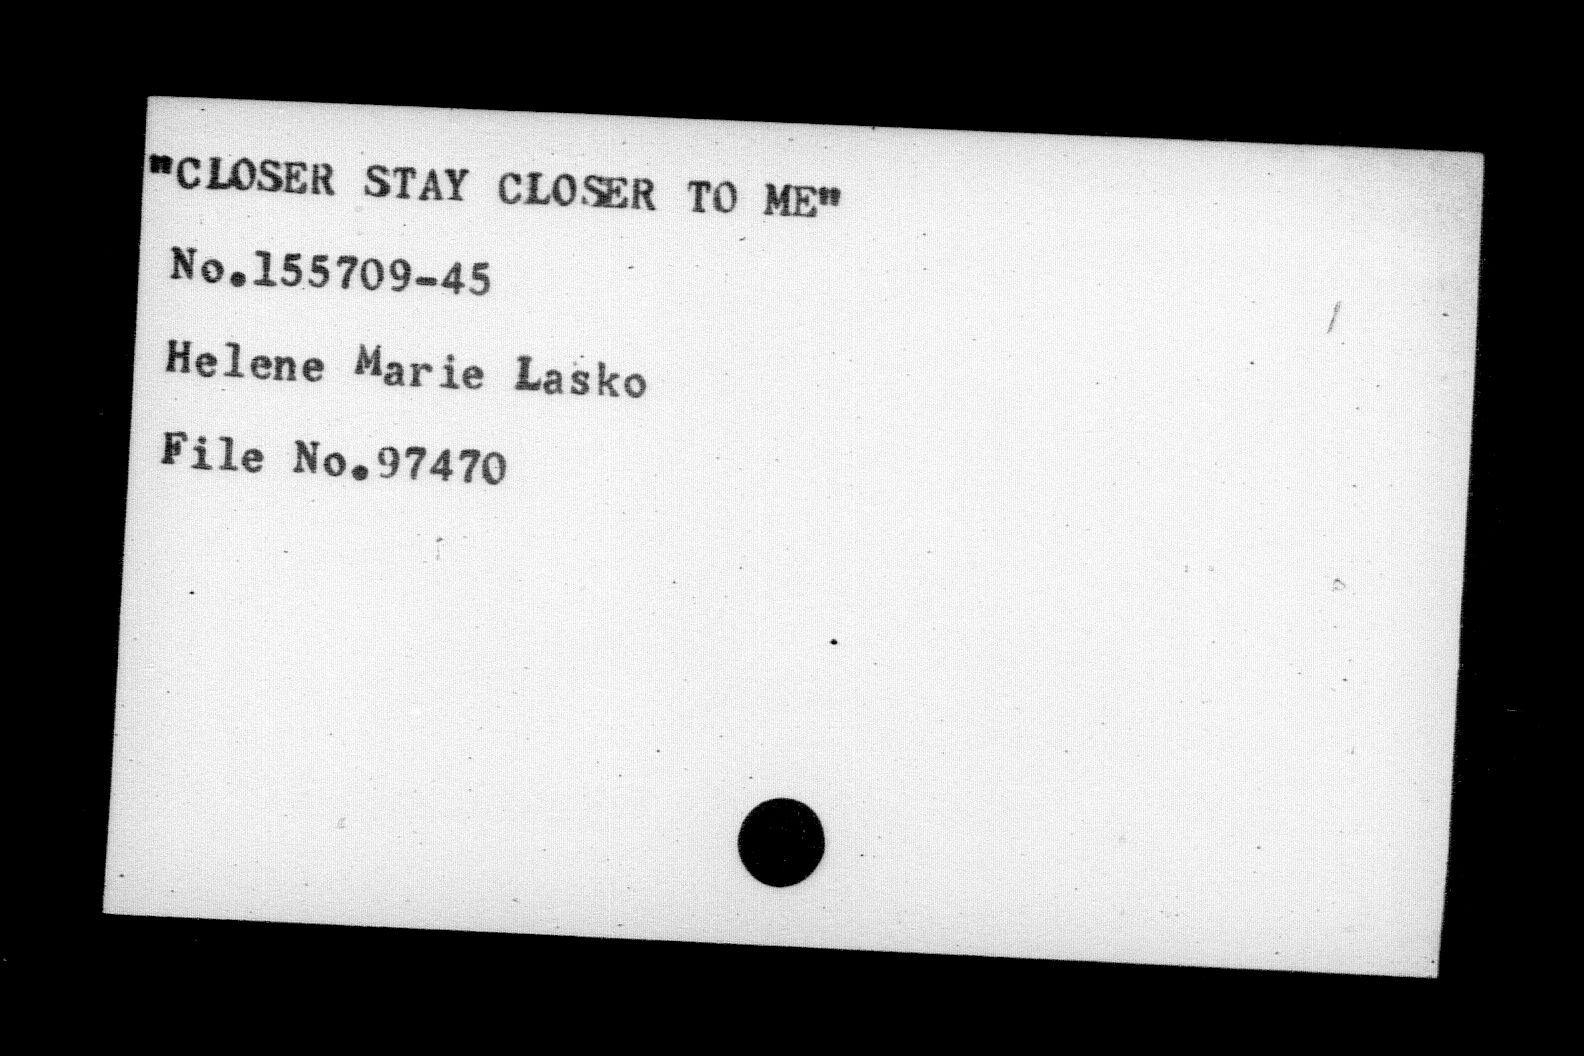 "CLOSER STAY CLOSER TO ME"
No.155709-45
Helene Marie Lasko
File No.97470